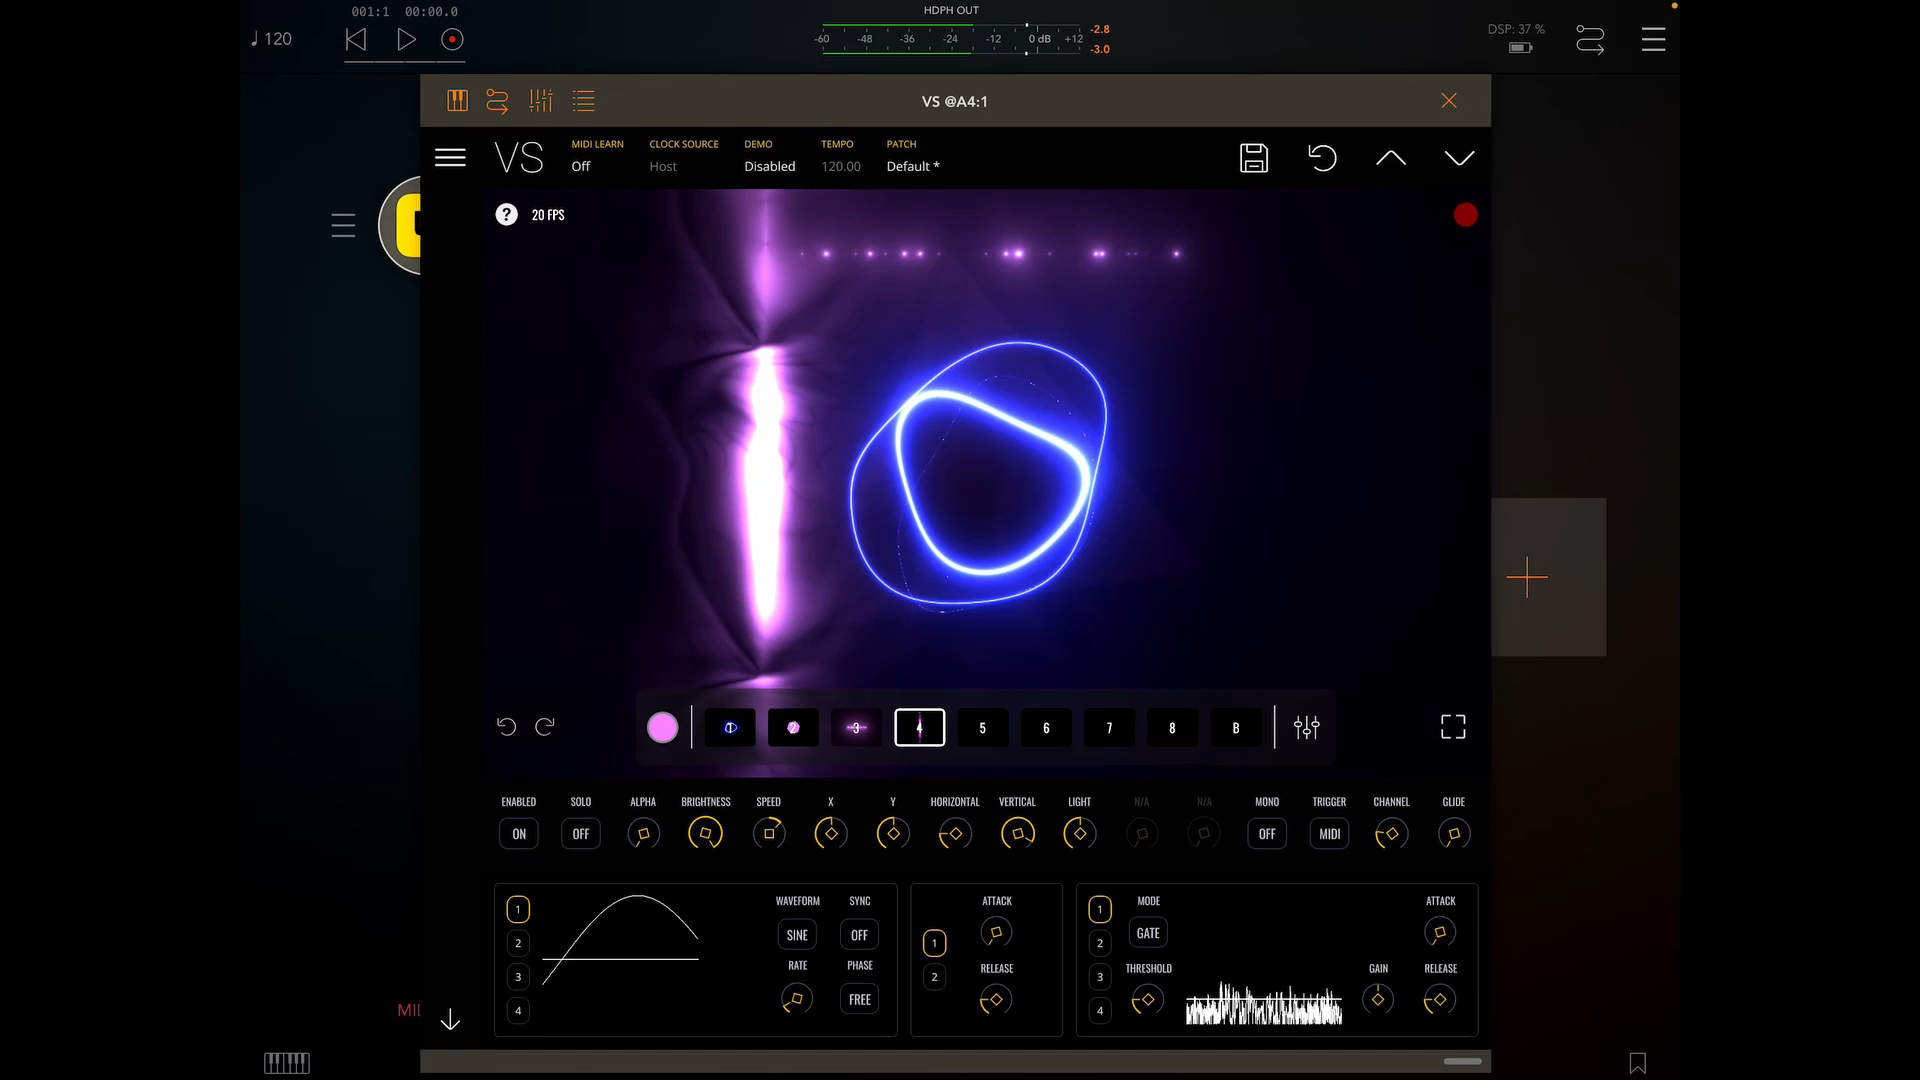 001:1 00:00.0
♩ 120
HDPH OUT
-60 -48 -36 -24 -12 0 dB +12
-2.8
-3.0
DSP: 37 %
VS @A4:1
VS
MIDI LEARN CLOCK SOURCE DEMO TEMPO PATCH
Off Host Disabled 120.00 Default *
? 20 FPS
1 2 3 4 5 6 7 8 B
ENABLED SOLO ALPHA BRIGHTNESS SPEED X Y HORIZONTAL VERTICAL LIGHT N/A N/A MONO TRIGGER CHANNEL GLIDE
ON OFF OFF MIDI
1
2
3
4
WAVEFORM SYNC
SINE OFF
RATE PHASE
FREE
1
2
ATTACK
RELEASE
1
2
3
4
MODE
GATE
THRESHOLD
GAIN
ATTACK
RELEASE
MII